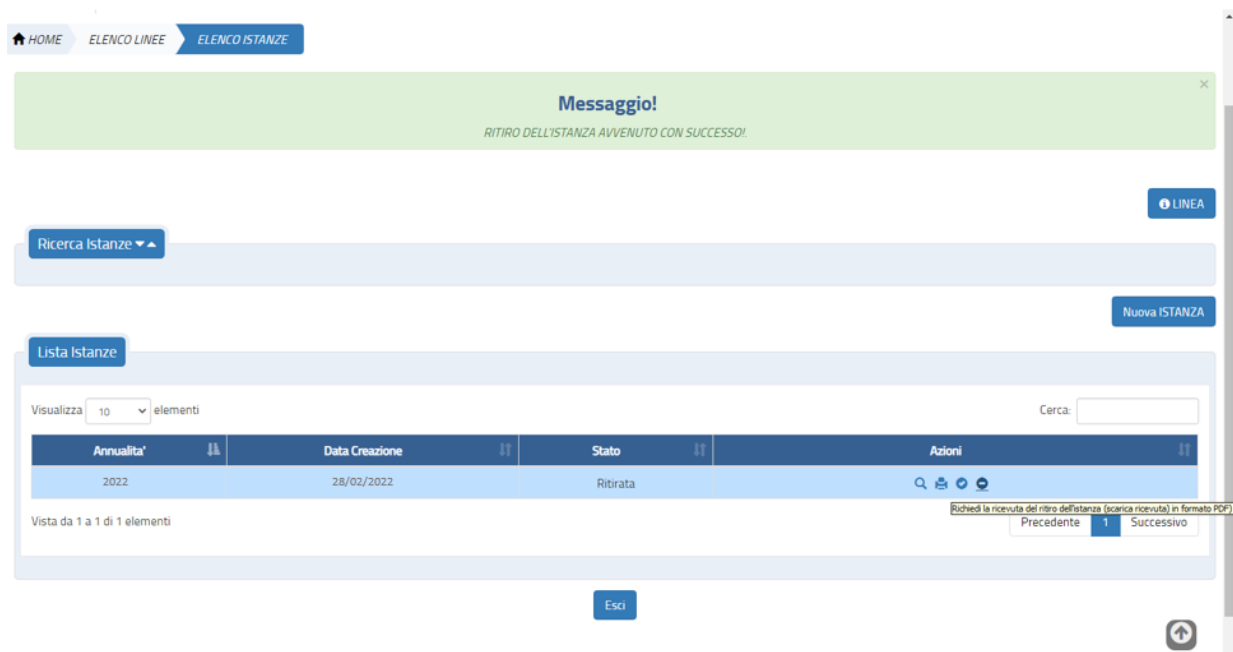 HOME ELENCO LINEE ELENCO ISTANZE
×
Messaggio!
RITIRO DELL'ISTANZA AVVENUTO CON SUCCESSO!.
LINEA
Ricerca Istanze
Nuova ISTANZA
Lista Istanze
Visualizza 10 elementi Cerca:
Annualita' Data Creazione Stato Azioni
2022 28/02/2022 Ritirata
Richiedi la ricevuta del ritiro dell'istanza (scarica ricevuta) in formato PDF)
Vista da 1 a 1 di 1 elementi Precedente 1 Successivo
Esci